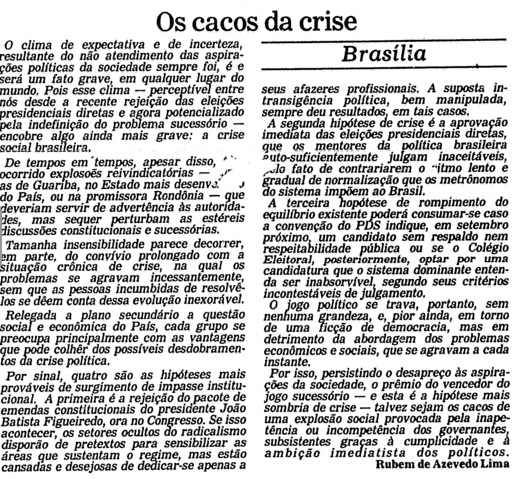 Os cacos da crise
O clima de expectativa e de incerteza,
resultante do não atendimento das aspira-
ções políticas da sociedade sempre foi, é e
será um fato grave, em qualquer lugar do
mundo. Pois esse clima — perceptível entre
nós desde a recente rejeição das eleições
presidenciais diretas e agora potencializado
pela indefinição do problema sucessório —
encobre algo ainda mais grave: a crise
social brasileira.
De tempos em tempos, apesar disso,
ocorrido explosoẽs reivindicatórias —
as de Guariba, no Estado mais
do País, ou na promissora Rondônia — que
deveriam servir de advertência às autorida-
des, mas sequer perturbam as estéreis
discussões constitucionais e sucessórias.
Tamanha insensibilidade parece decorrer,
em parte, do convívio prolongado com a
situação crônica de crise, na qual os
problemas se agravam incessantemente,
sem que as pessoas incumbidas de resolvê-
los se dêem conta dessa evolução inexorável.
Relegada a plano secundário a questão
social e econômica do País, cada grupo se
preocupa principalmente com as vantagens
que pode colher dos possíveis desdobramen-
tos da crise política.
Por sinal, quatro são as hipóteses mais
prováveis de surgimento de impasse institu-
cional. A primeira é a rejeição do pacote de
emendas constitucionais do presidente João
Batista Figueiredo, ora no Congresso. Se isso
acontecer, os setores ocultos do radicalismo
disporão de pretextos para sensibilizar as
áreas que sustentam o regime, mas estão
cansadas e desejosas de dedicar-se apenas a
Brasília
seus afazeres profissionais. A suposta in-
transigência política, bem manipulada,
sempre deu resultados, em tais casos.
A segunda hipótese de crise é a aprovação
imediata das eleições presidenciais diretas,
que os mentores da política brasileira
auto-suficientemente julgam inaceitáveis,
pelo fato de contrariarem o ritmo lento e
gradual de normalização que os metrônomos
do sistema impõem ao Brasil.
A terceira hopótese de rompimento do
equilíbrio existente poderá consumar-se caso
a convenção do PDS indique, em setembro
próximo, um candidato sem respaldo nem
respeitabilidade pública ou se o Colégio
Eleitoral, posteriormente, optar por uma
candidatura que o sistema dominante enten-
da ser inabsorvível, segundo seus critérios
incontestáveis de julgamento.
O jogo político se trava, portanto, sem
nenhuma grandeza, e, pior ainda, em torno
de uma ficção de democracia, mas em
detrimento da abordagem dos problemas
econômicos e sociais, que se agravam a cada
instante.
Por isso, persistindo o desapreço às aspira-
ções da sociedade, o prêmio do vencedor do
jogo sucessório — e esta é a hipótese mais
sombria de crise — talvez sejam os cacos de
uma explosão social provocada pela inape-
tência ou incompetência dos governantes,
subsistentes graças à cumplicidade e à
ambição imediatista dos políticos.
Rubem de Azevedo Lima